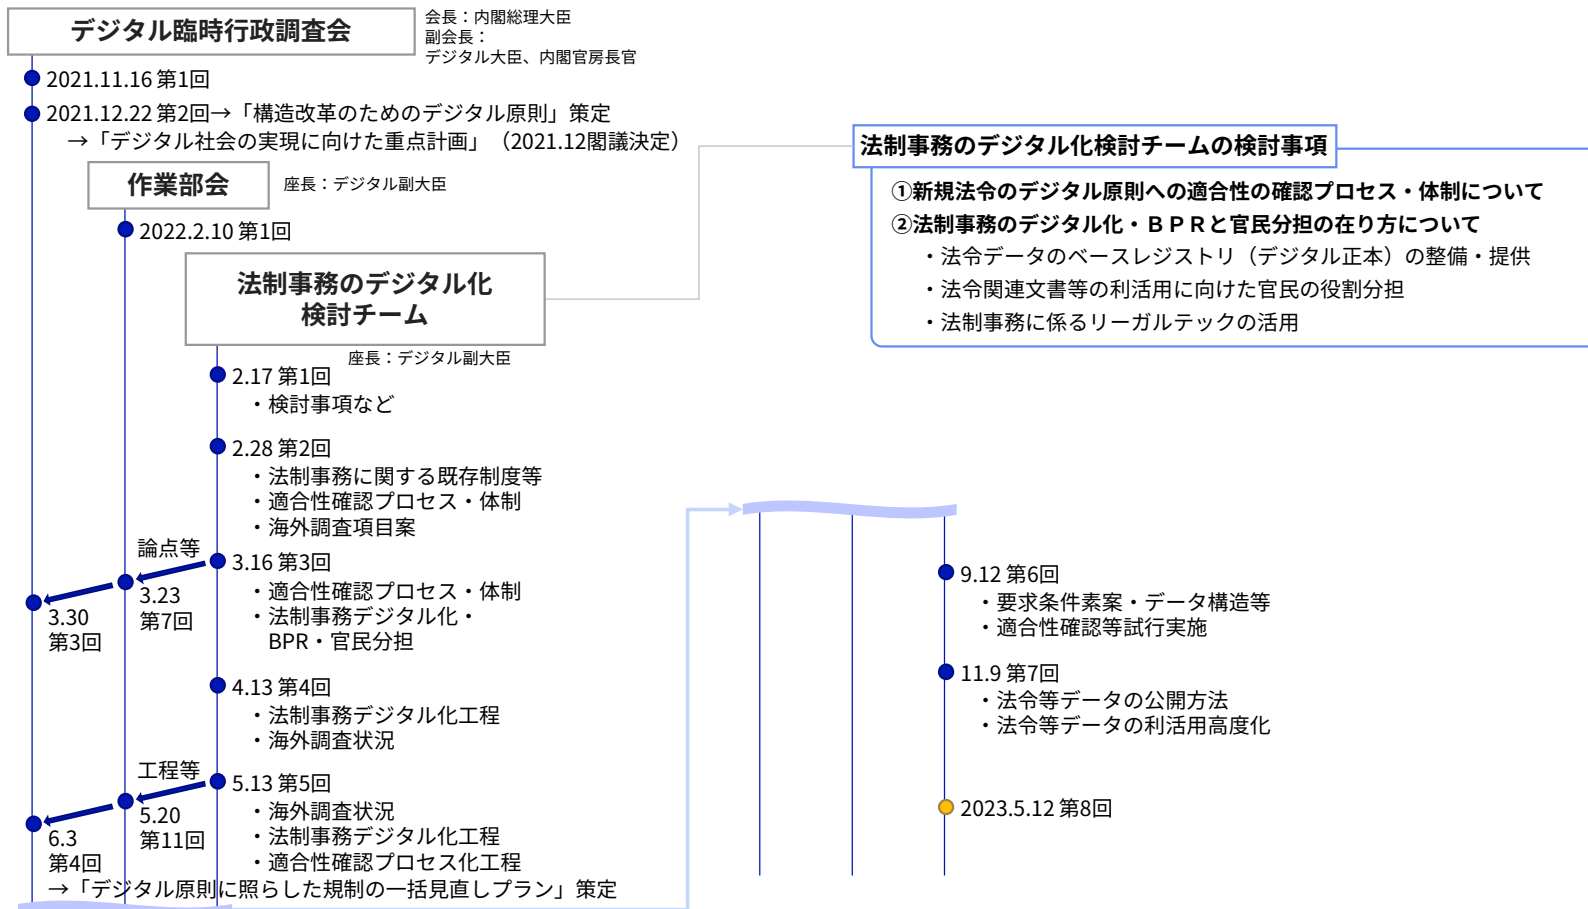 デジタル臨時行政調査会
会長：内閣総理大臣
副会長：
デジタル大臣、内閣官房長官
2021.11.16 第1回
2021.12.22 第2回→「構造改革のためのデジタル原則」策定
→「デジタル社会の実現に向けた重点計画」（2021.12閣議決定）
作業部会
座長：デジタル副大臣
2022.2.10 第1回
法制事務のデジタル化
検討チーム
座長：デジタル副大臣
2.17 第1回
・検討事項など
2.28 第2回
・法制事務に関する既存制度等
・適合性確認プロセス・体制
・海外調査項目案
論点等
3.16 第3回
・適合性確認プロセス・体制
・法制事務デジタル化・
BPR・官民分担
3.23
第7回
3.30
第3回
4.13 第4回
・法制事務デジタル化工程
・海外調査状況
工程等
5.13 第5回
・海外調査状況
・法制事務デジタル化工程
・適合性確認プロセス化工程
5.20
第11回
6.3
第4回
→「デジタル原則に照らした規制の一括見直しプラン」策定
法制事務のデジタル化検討チームの検討事項
①新規法令のデジタル原則への適合性の確認プロセス・体制について
②法制事務のデジタル化・ＢＰＲと官民分担の在り方について
・法令データのベースレジストリ（デジタル正本）の整備・提供
・法令関連文書等の利活用に向けた官民の役割分担
・法制事務に係るリーガルテックの活用
9.12 第6回
・要求条件素案・データ構造等
・適合性確認等試行実施
11.9 第7回
・法令等データの公開方法
・法令等データの利活用高度化
2023.5.12 第8回